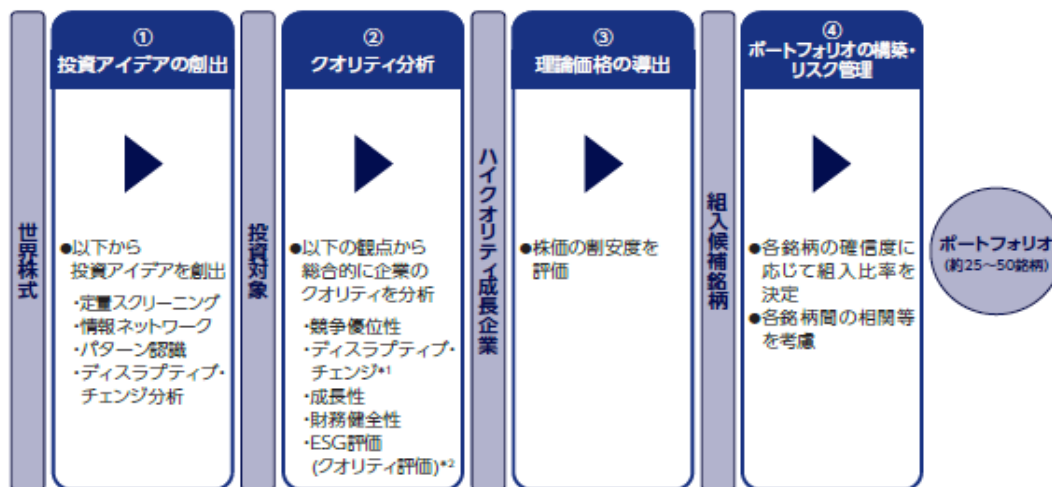 世界株式
①
投資アイデアの創出
●以下から
投資アイデアを創出
・定量スクリーニング
・情報ネットワーク
・パターン認識
・ディスラプティブ・
チェンジ分析
投資対象
②
クオリティ分析
●以下の観点から
総合的に企業の
クオリティを分析
・競争優位性
・ディスラプティブ・
チェンジ*1
・成長性
・財務健全性
・ESG評価
(クオリティ評価)*2
ハイクオリティ成長企業
③
理論価格の導出
●株価の割安度を
評価
組入候補銘柄
④
ポートフォリオの構築・
リスク管理
●各銘柄の確信度に
応じて組入比率を
決定
●各銘柄間の相関等
を考慮
ポートフォリオ
(約25～50銘柄)